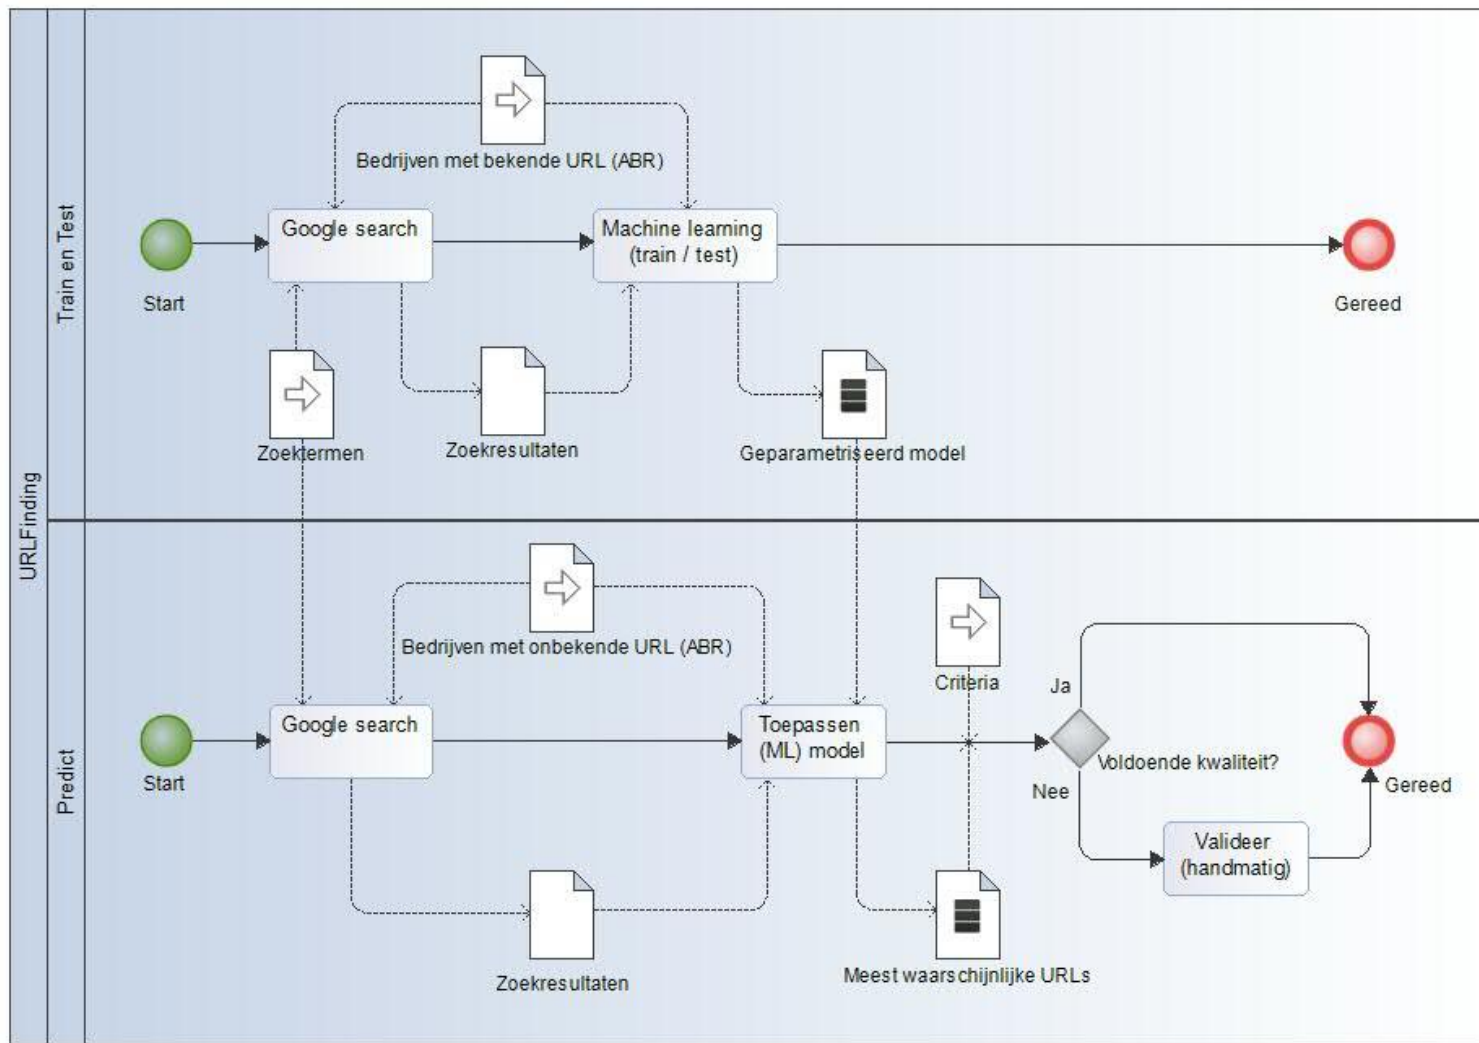 URLFinding
Train en Test
Bedrijven met bekende URL (ABR)
Google search
Machine learning
(train / test)
Start
Gereed
Zoektermen
Zoekresultaten
Geparametriseerd model
Predict
Bedrijven met onbekende URL (ABR)
Criteria
Ja
Google search
Toepassen
(ML) model
Voldoende kwaliteit?
Start
Nee
Gereed
Valideer
(handmatig)
Zoekresultaten
Meest waarschijnlijke URLs